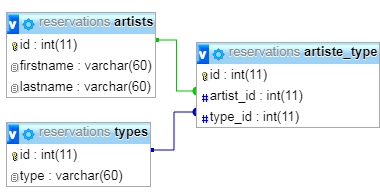 v reservations artists
id : int(11)
firstname : varchar(60)
lastname : varchar(60)
v reservations artiste_type
id : int(11)
# artist_id : int(11)
# type_id : int(11)
v reservations types
id : int(11)
type : varchar(60)